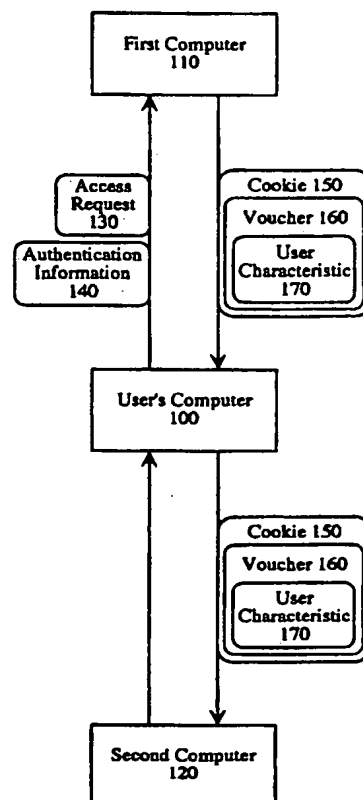 First Computer
110
Access
Request
130
Authentication
Information
140
Cookie 150
Voucher 160
User
Characteristic
170
User's Computer
100
Cookie 150
Voucher 160
User
Characteristic
170
Second Computer
120